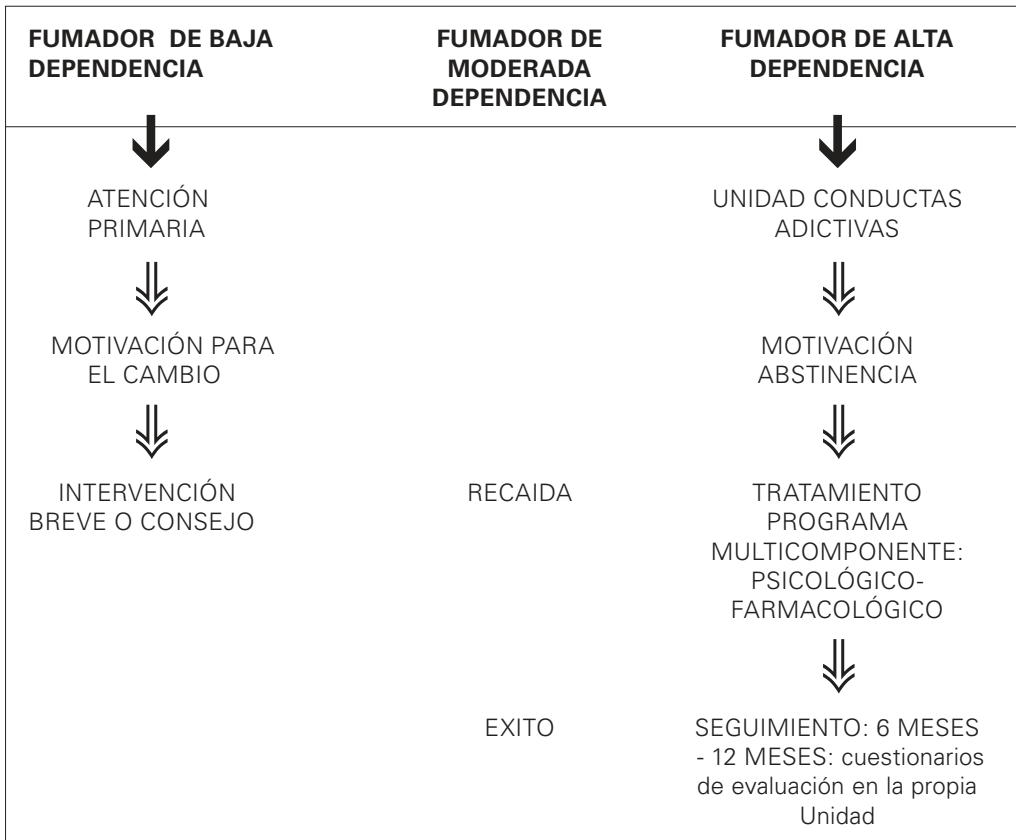 FUMADOR DE BAJA
DEPENDENCIA
FUMADOR DE
MODERADA
DEPENDENCIA
FUMADOR DE ALTA
DEPENDENCIA
ATENCIÓN
PRIMARIA
UNIDAD CONDUCTAS
ADICTIVAS
MOTIVACIÓN PARA
EL CAMBIO
MOTIVACIÓN
ABSTINENCIA
INTERVENCIÓN
BREVE O CONSEJO
RECAIDA
TRATAMIENTO
PROGRAMA
MULTICOMPONENTE:
PSICOLÓGICO-
FARMACOLÓGICO
EXITO
SEGUIMIENTO: 6 MESES
- 12 MESES: cuestionarios
de evaluación en la propia
Unidad